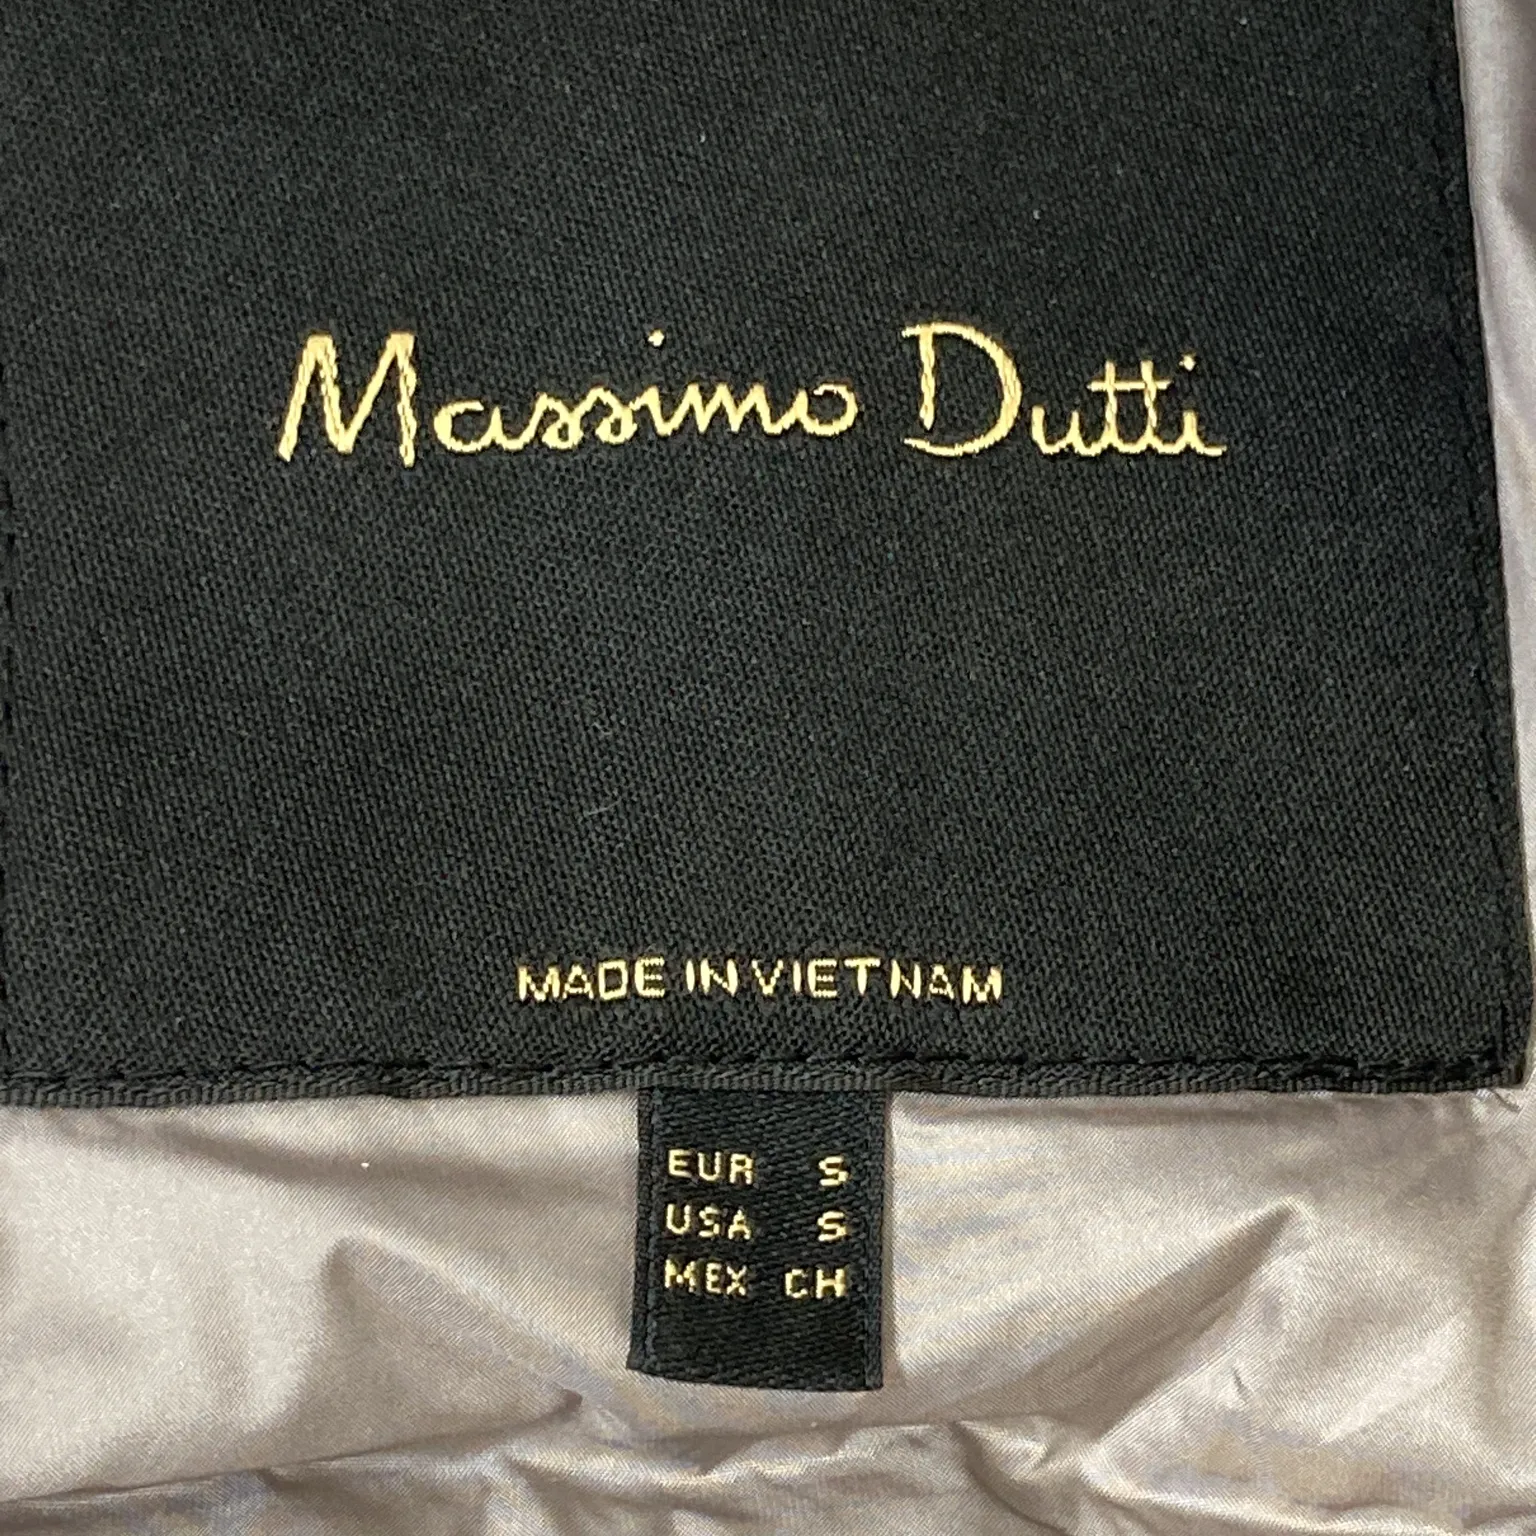 Massimo Dutti
MADE IN VIETNAM
EUR S
USA S
MEX CH